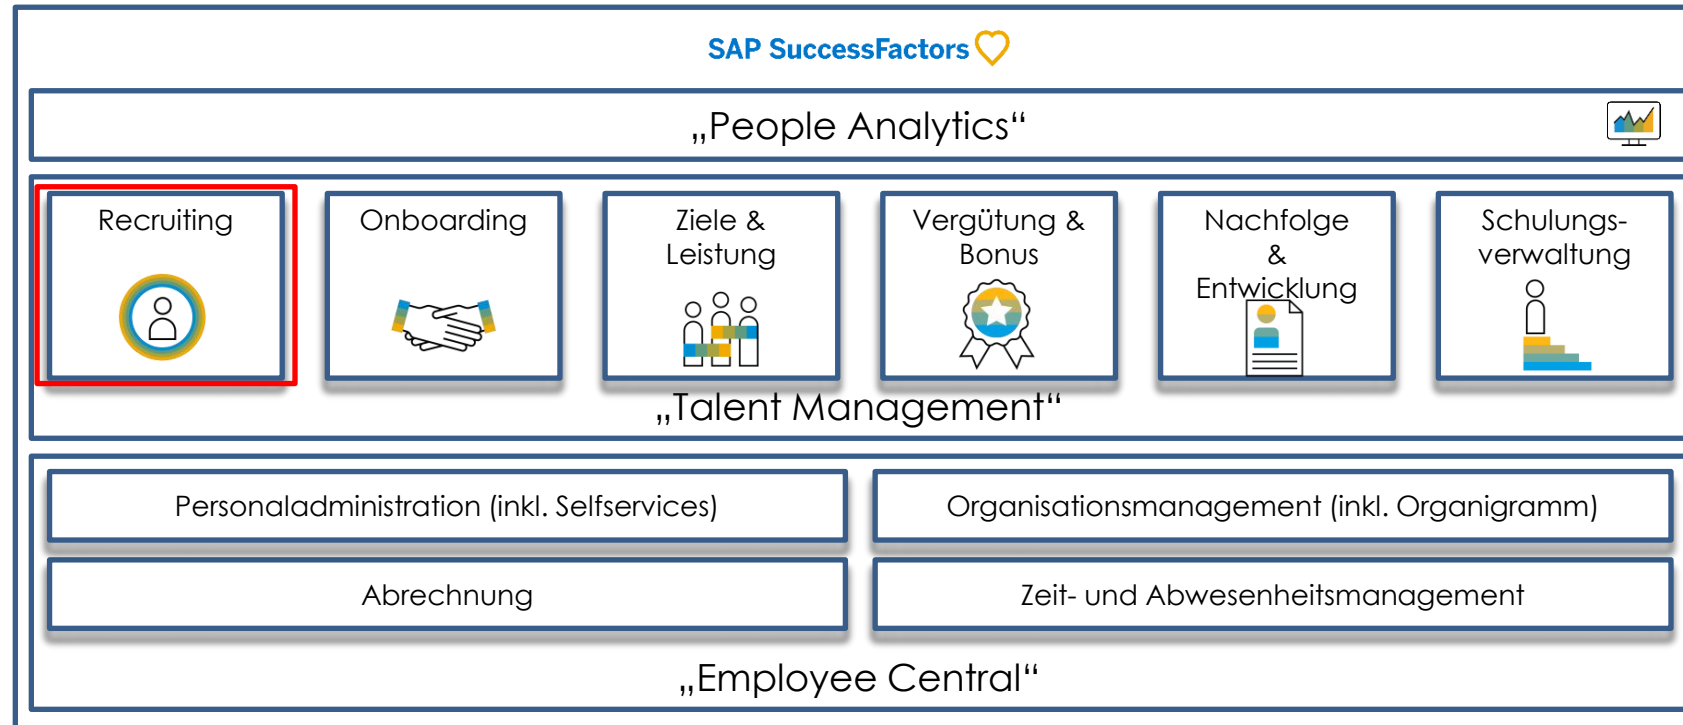 SAP SuccessFactors
„People Analytics“
Recruiting
Onboarding
Ziele &
Leistung
Vergütung &
Bonus
Nachfolge
&
Entwicklung
Schulungs-
verwaltung
„Talent Management“
Personaladministration (inkl. Selfservices)
Organisationsmanagement (inkl. Organigramm)
Abrechnung
Zeit- und Abwesenheitsmanagement
„Employee Central“